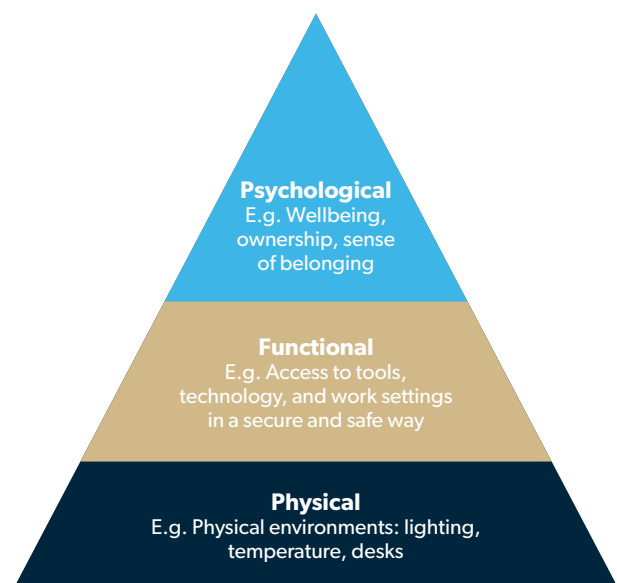 Psychological
E.g. Wellbeing,
ownership, sense
of belonging
Functional
E.g. Access to tools,
technology, and work settings
in a secure and safe way
Physical
E.g. Physical environments: lighting,
temperature, desks